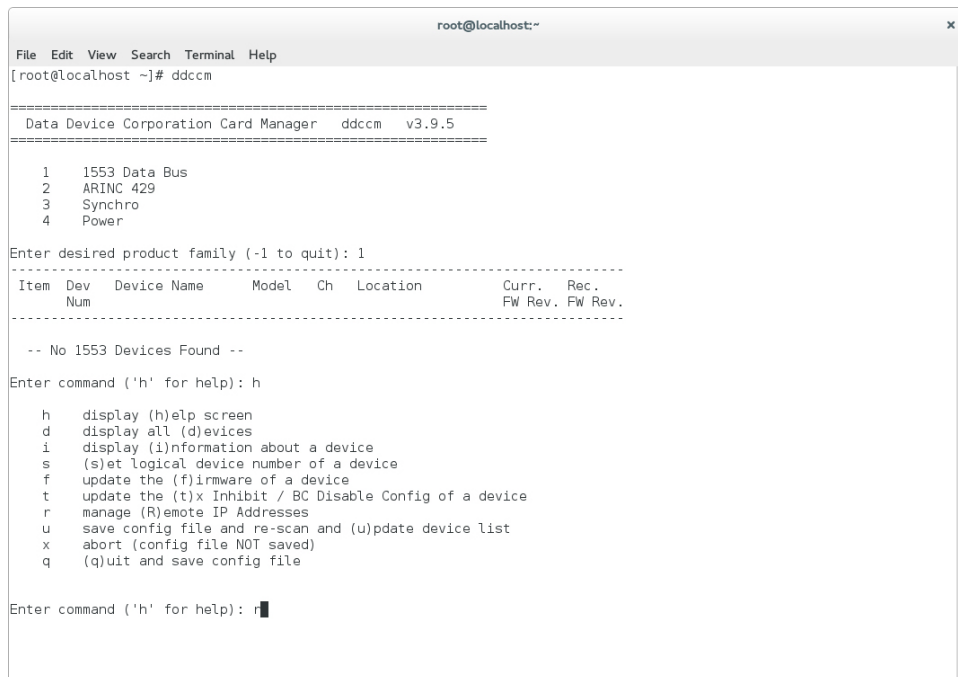 root@localhost:~
×
File Edit View Search Terminal Help
[root@localhost ~]# ddccm
===========================================================
Data Device Corporation Card Manager ddccm v3.9.5
===========================================================
1 1553 Data Bus
2 ARINC 429
3 Synchro
4 Power
Enter desired product family (-1 to quit): 1
----------------------------------------------------------------------------
Item Dev Device Name Model Ch Location Curr. Rec.
Num FW Rev. FW Rev.
----------------------------------------------------------------------------
-- No 1553 Devices Found --
Enter command ('h' for help): h
h display (h)elp screen
d display all (d)evices
i display (i)nformation about a device
s (s)et logical device number of a device
f update the (f)irmware of a device
t update the (t)x Inhibit / BC Disable Config of a device
r manage (R)emote IP Addresses
u save config file and re-scan and (u)pdate device list
x abort (config file NOT saved)
q (q)uit and save config file
Enter command ('h' for help): r